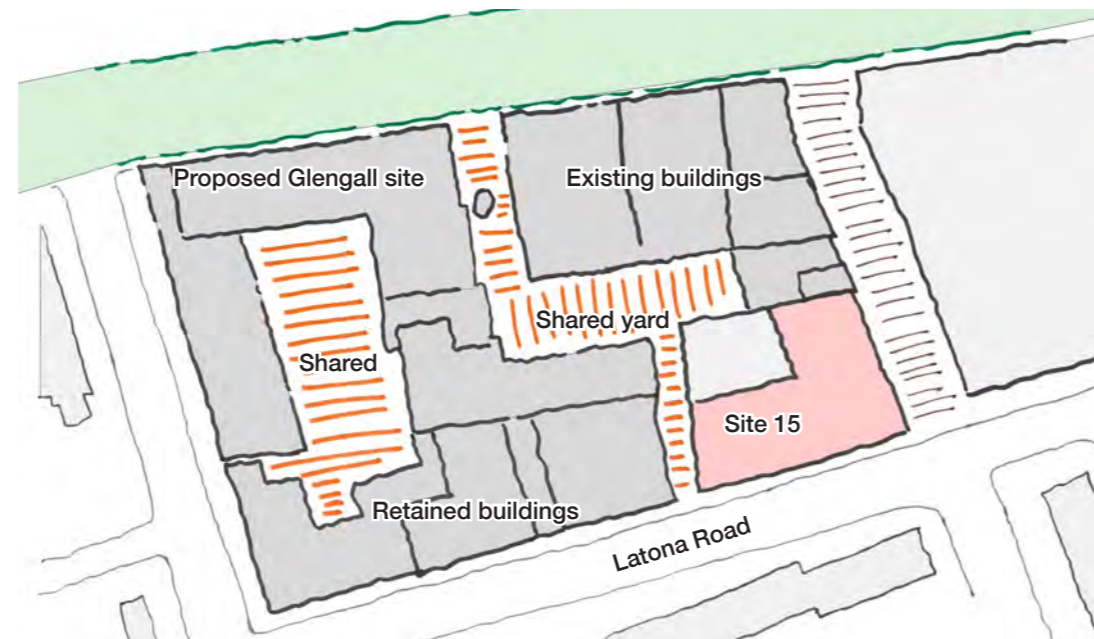 Proposed Glengall site
Existing buildings
Shared yard
Shared
Site 15
Retained buildings
Latona Road